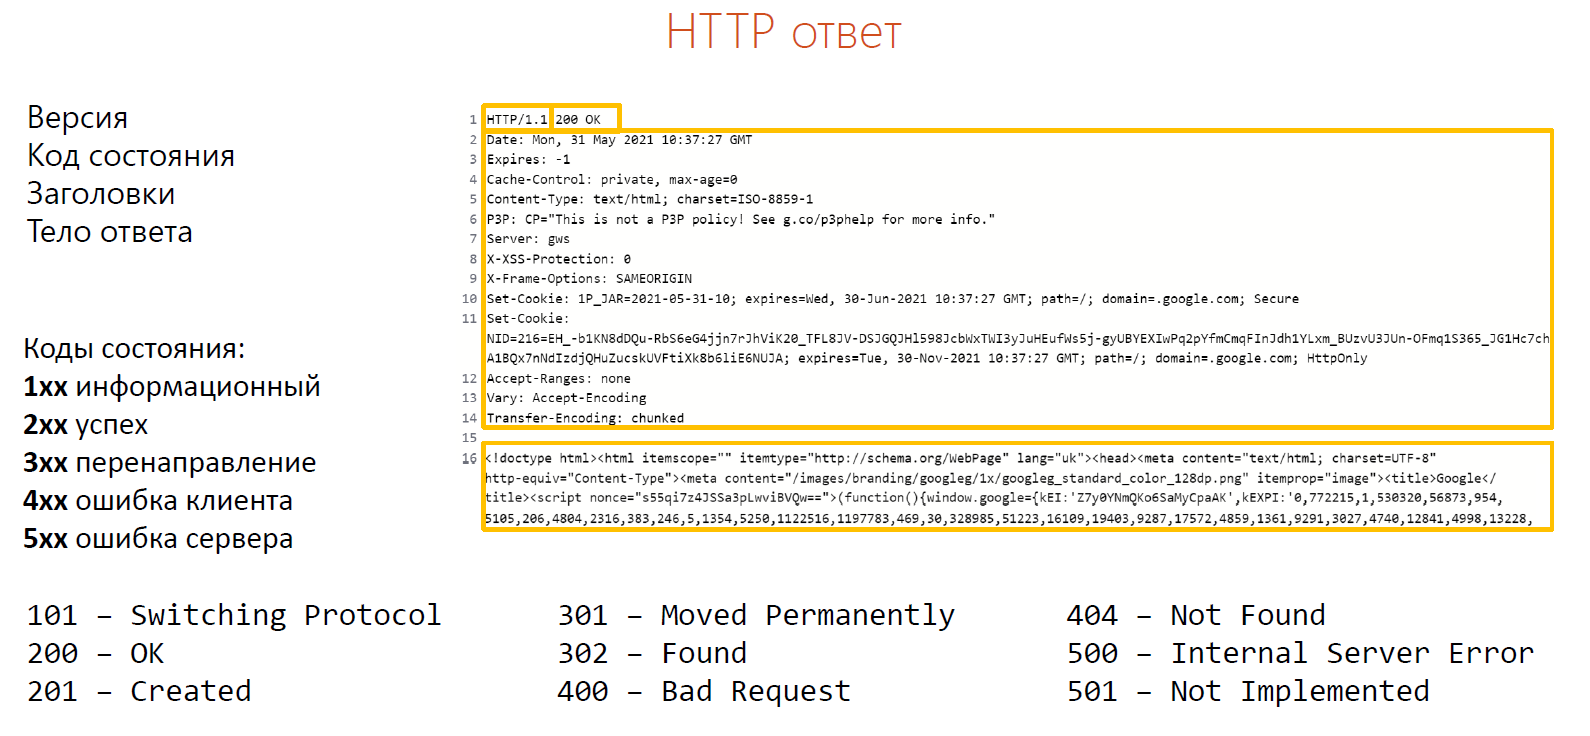 HTTP ответ
Версия
Код состояния
Заголовки
Тело ответа
Коды состояния:
1xx информационный
2xx успех
3xx перенаправление
4xx ошибка клиента
5xx ошибка сервера
1 HTTP/1.1 200 OK
2 Date: Mon, 31 May 2021 10:37:27 GMT
3 Expires: -1
4 Cache-Control: private, max-age=0
5 Content-Type: text/html; charset=ISO-8859-1
6 P3P: CP="This is not a P3P policy! See g.co/p3phelp for more info."
7 Server: gws
8 X-XSS-Protection: 0
9 X-Frame-Options: SAMEORIGIN
10 Set-Cookie: 1P_JAR=2021-05-31-10; expires=Wed, 30-Jun-2021 10:37:27 GMT; path=/; domain=.google.com; Secure
11 Set-Cookie:
NID=216=EH_-b1KN8dDQu-RbS6eG4jjn7rJhViK20_TFL8JV-DSJGQJHl598JcbWxTWI3yJuHEufWs5j-gyUBYEXIwPq2pYfmCmqFInJdh1YLxm_BUzvU3JUn-OFmq1S365_JG1Hc7ch
A1BQx7nNdIzdjQHuZucskUVFtiXk8b6liE6NUJA; expires=Tue, 30-Nov-2021 10:37:27 GMT; path=/; domain=.google.com; HttpOnly
12 Accept-Ranges: none
13 Vary: Accept-Encoding
14 Transfer-Encoding: chunked
15
16 <!doctype html><html itemscope="" itemtype="http://schema.org/WebPage" lang="uk"><head><meta content="text/html; charset=UTF-8"
http-equiv="Content-Type"><meta content="/images/branding/googleg/1x/googleg_standard_color_128dp.png" itemprop="image"><title>Google</
title><script nonce="s55qi7z4JSSa3pLwviBVQw==">(function(){window.google={kEI:'Z7y0YNmQKo6SaMyCpaAK',kEXPI:'0,772215,1,530320,56873,954,
5105,206,4804,2316,383,246,5,1354,5250,1122516,1197783,469,30,328985,51223,16109,19403,9287,17572,4859,1361,9291,3027,4740,12841,4998,13228,
101 – Switching Protocol
200 – OK
201 – Created
301 – Moved Permanently
302 – Found
400 – Bad Request
404 – Not Found
500 – Internal Server Error
501 – Not Implemented